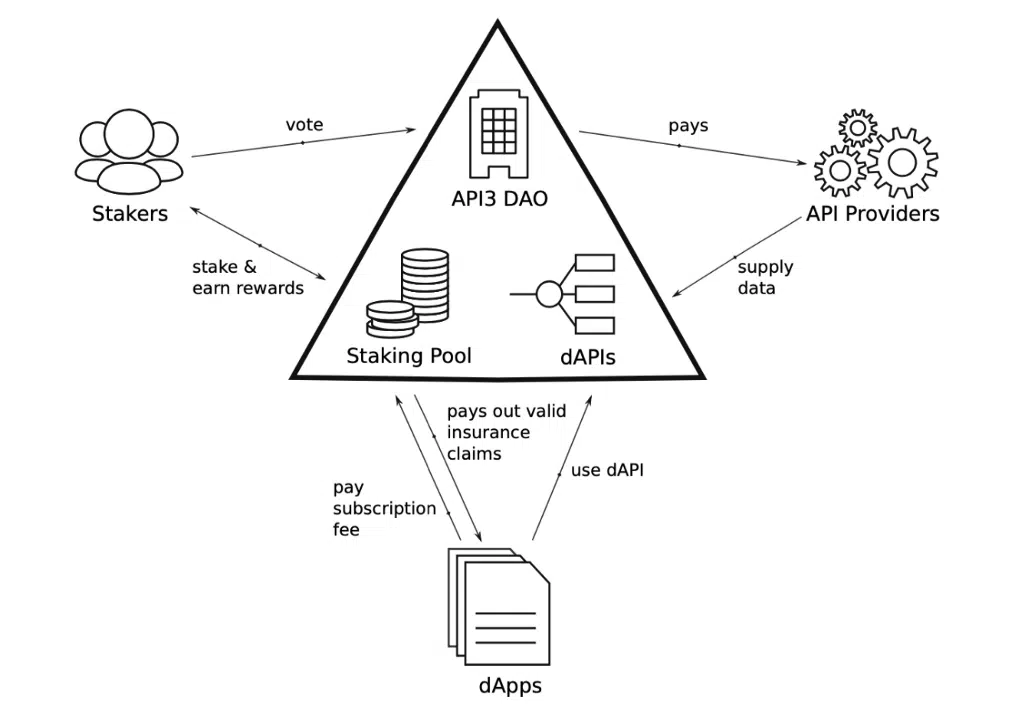 vote
pays
API3 DAO
Stakers
API Providers
stake &
earn rewards
supply
data
Staking Pool
dAPIs
pays out valid
insurance
claims
use dAPI
pay
subscription
fee
dApps